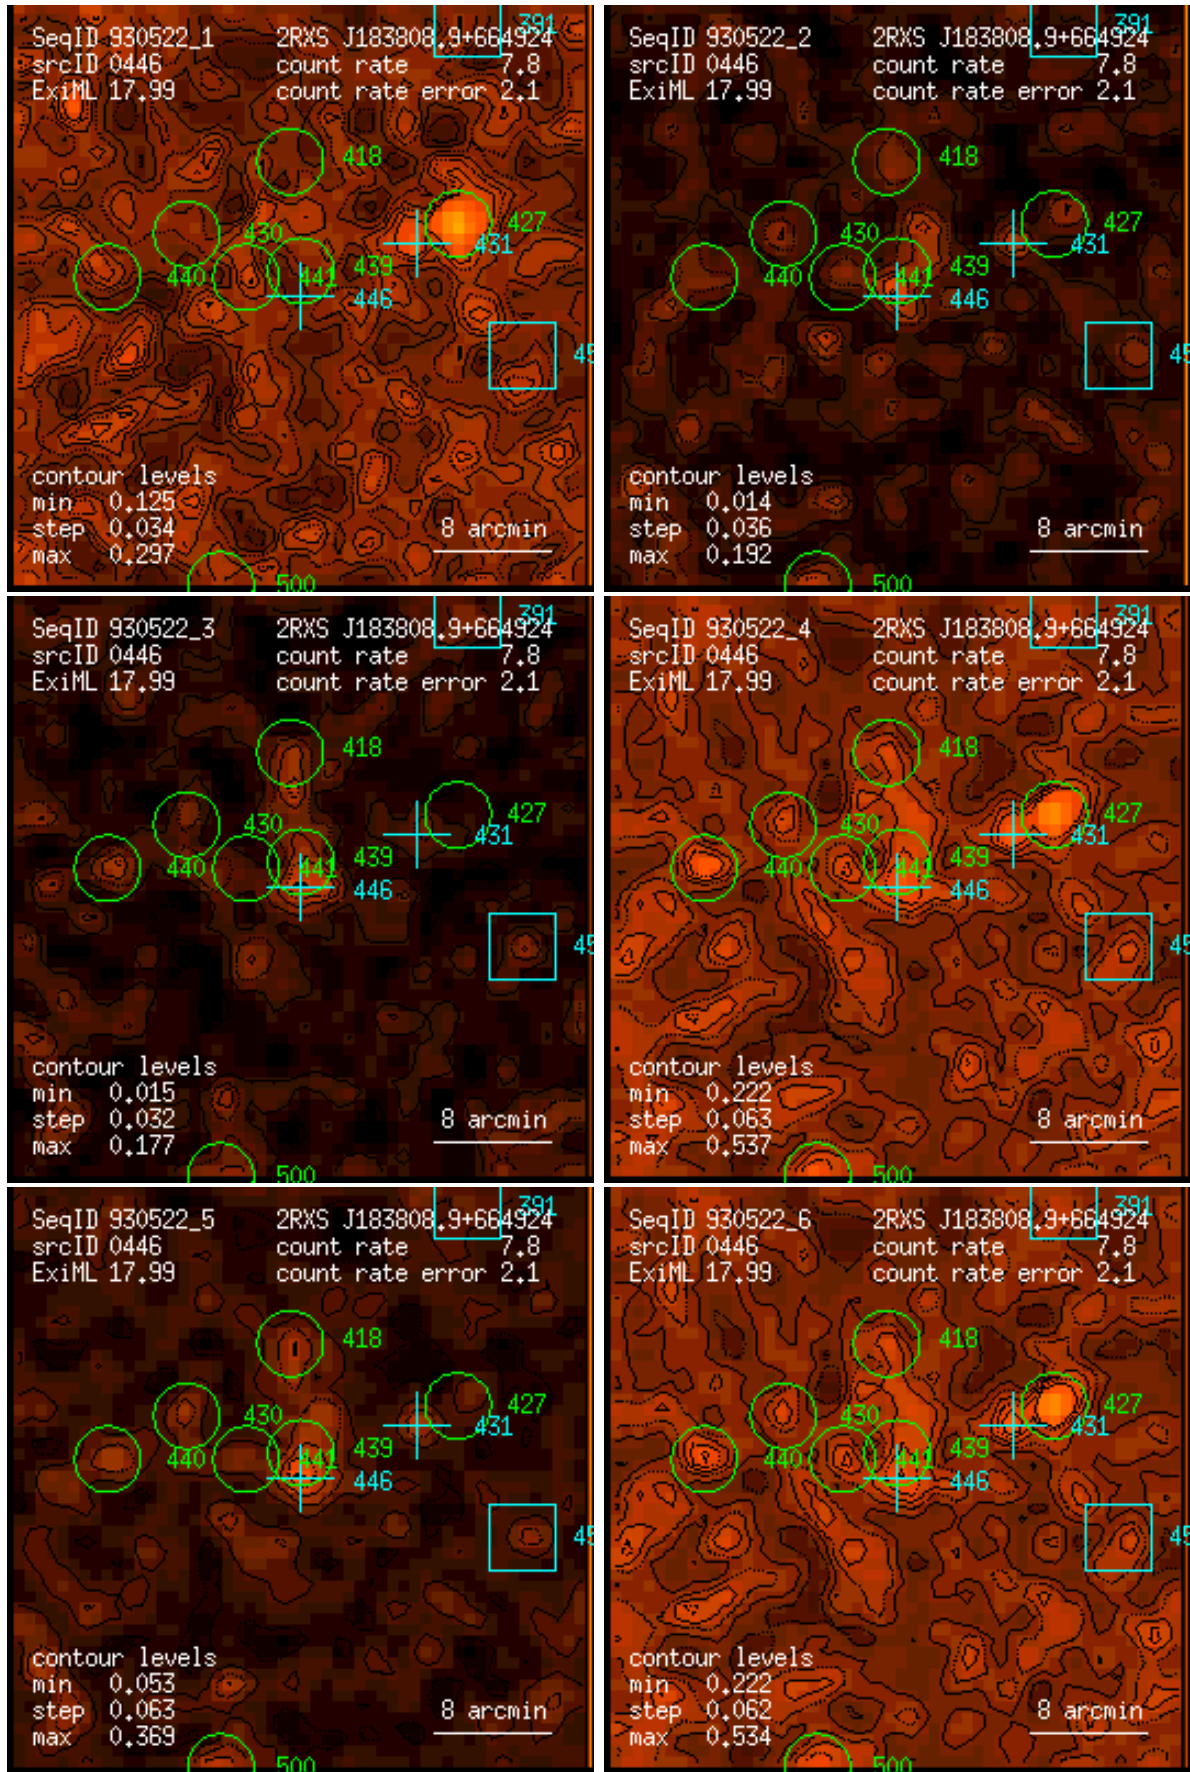 391
SeqID 930522_1 2RXS J183808.9+664924
srcID 0446 count rate 7.8
ExiML 17.99 count rate error 2.1
418
427
430 431
440 441 439
446
45
contour levels
min 0.125
step 0.034 8 arcmin
max 0.297
500
391
SeqID 930522_2 2RXS J183808.9+664924
srcID 0446 count rate 7.8
ExiML 17.99 count rate error 2.1
418
427
430 431
440 441 439
446
45
contour levels
min 0.014
step 0.036 8 arcmin
max 0.192
500
391
SeqID 930522_3 2RXS J183808.9+664924
srcID 0446 count rate 7.8
ExiML 17.99 count rate error 2.1
418
427
430 431
440 441 439
446
45
contour levels
min 0.015
step 0.032 8 arcmin
max 0.177
500
391
SeqID 930522_4 2RXS J183808.9+664924
srcID 0446 count rate 7.8
ExiML 17.99 count rate error 2.1
418
427
430 431
440 441 439
446
45
contour levels
min 0.222
step 0.063 8 arcmin
max 0.537
500
391
SeqID 930522_5 2RXS J183808.9+664924
srcID 0446 count rate 7.8
ExiML 17.99 count rate error 2.1
418
427
430 431
440 441 439
446
45
contour levels
min 0.053
step 0.063 8 arcmin
max 0.369
500
391
SeqID 930522_6 2RXS J183808.9+664924
srcID 0446 count rate 7.8
ExiML 17.99 count rate error 2.1
418
427
430 431
440 441 439
446
45
contour levels
min 0.222
step 0.062 8 arcmin
max 0.534
500